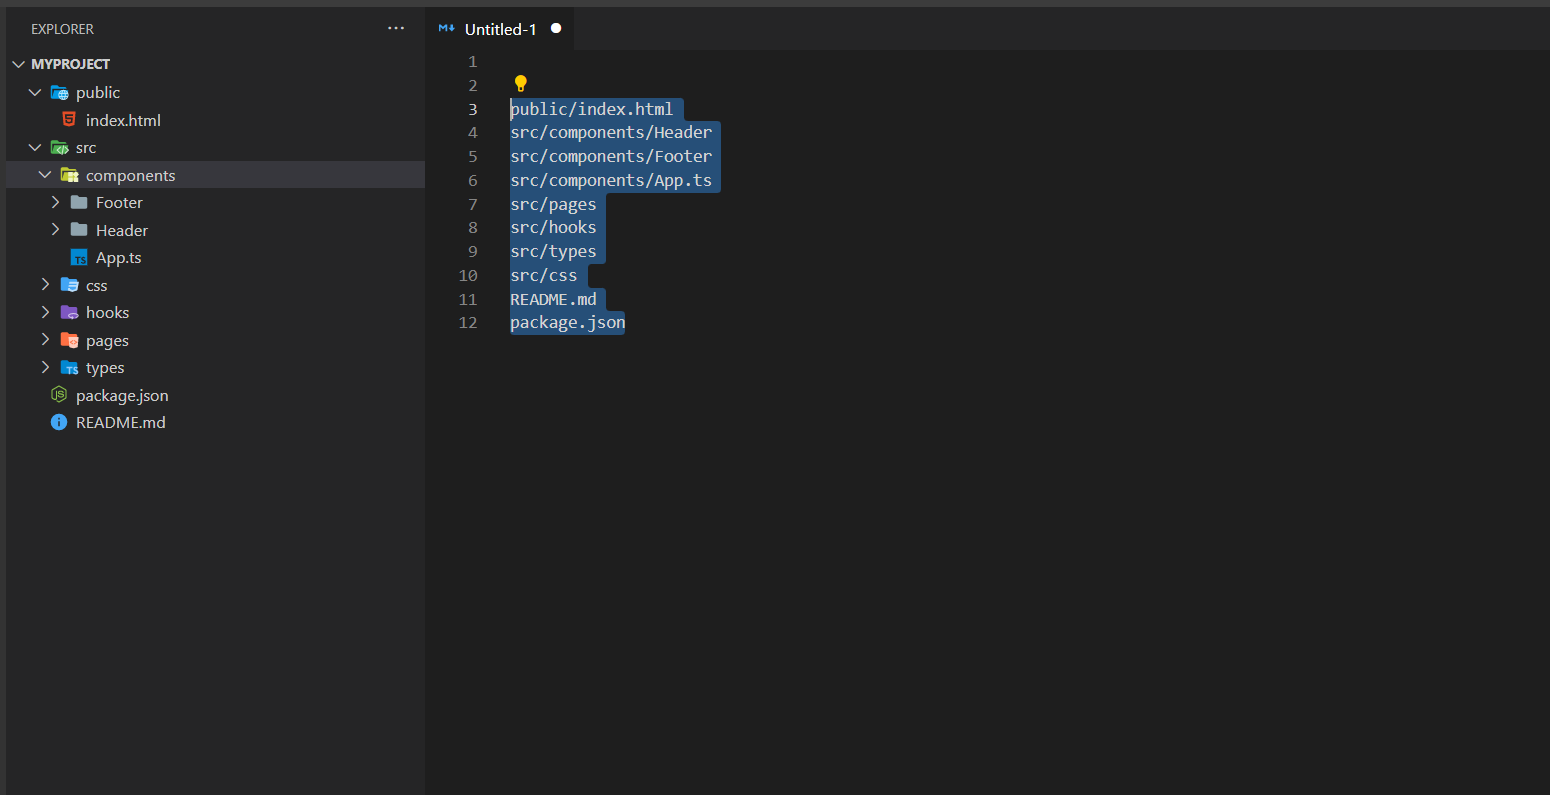 EXPLORER
MYPROJECT
public
index.html
src
components
Footer
Header
App.ts
css
hooks
pages
types
package.json
README.md
Untitled-1
1
2
3 public/index.html
4 src/components/Header
5 src/components/Footer
6 src/components/App.ts
7 src/pages
8 src/hooks
9 src/types
10 src/css
11 README.md
12 package.json